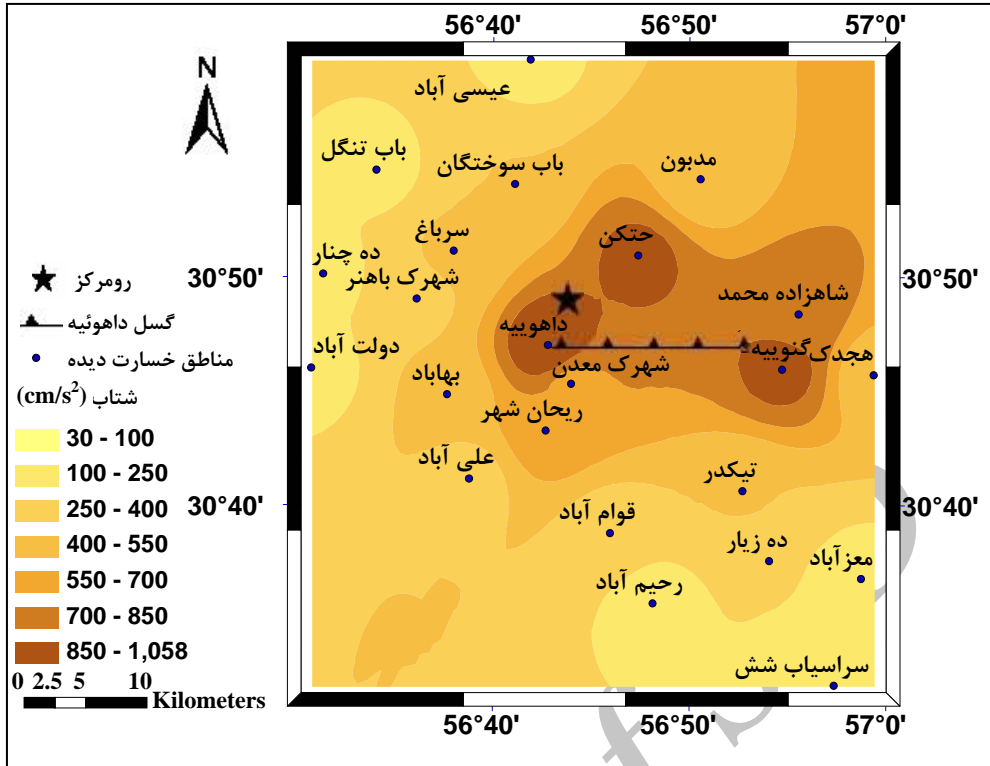 56°40' 56°50' 57°0'
N
عیسی آباد
باب تنگل
باب سوختگان
مدبون
سرباغ
حتکن
ده چنار
30°50' 30°50'
شهرک باهنر
شاهزاده محمد
رومرکز
داهوییه
گسل داهوئیه
دولت آباد
گنوییه
هجدک
مناطق خسارت دیده
شهرک معدن
بهاباد
شتاب (cm/s2)
ریحان شهر
30 - 100
علی آباد
تیکدر
100 - 250
30°40' 30°40'
250 - 400
قوام آباد
400 - 550
ده زیار
معزآباد
550 - 700
رحیم آباد
700 - 850
850 - 1,058
سراسیاب شش
0 2.5 5 10
Kilometers
56°40' 56°50' 57°0'